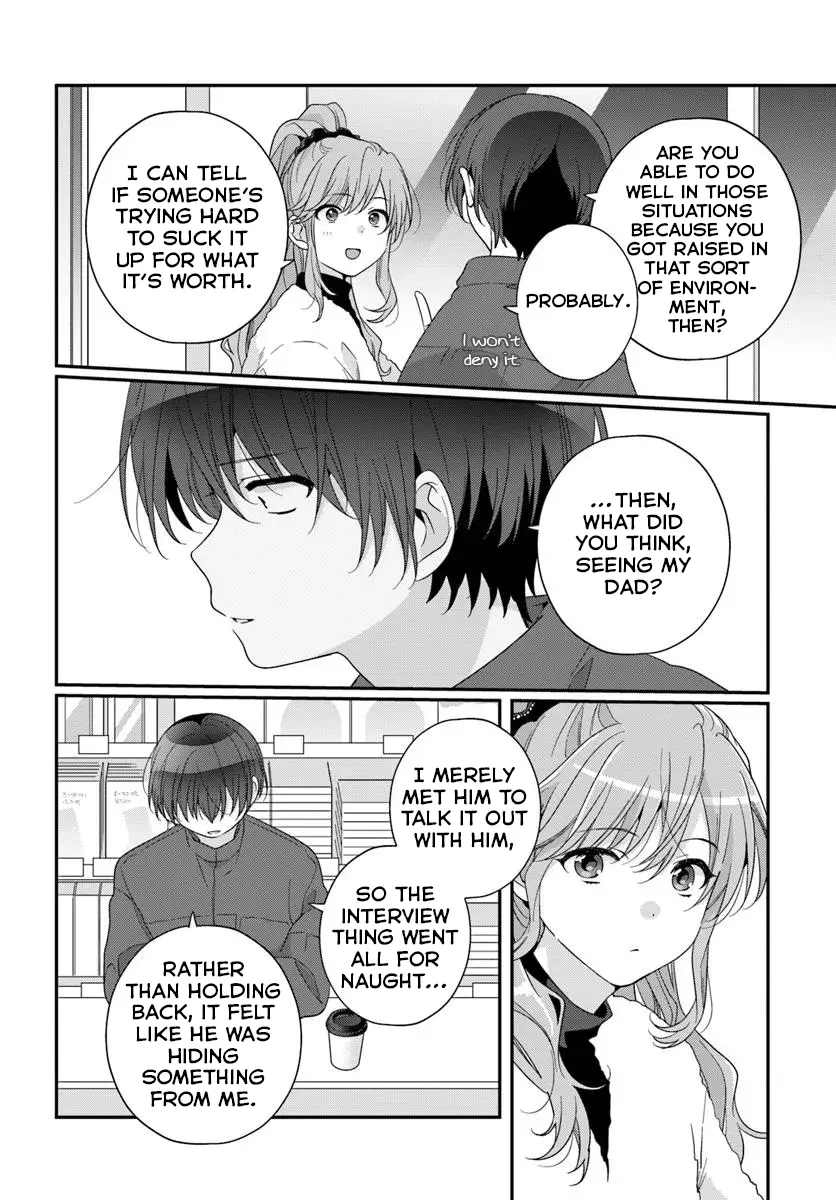 ARE YOU
ABLE TO DO
WELL IN THOSE
SITUATIONS
BECAUSE YOU
GOT RAISED IN
THAT SORT
OF ENVIRON-
MENT,
THEN?
PROBABLY.
I won't
deny it.
I CAN TELL
IF SOMEONE'S
TRYING HARD
TO SUCK IT
UP FOR WHAT
IT'S WORTH.
...THEN,
WHAT DID
YOU THINK,
SEEING MY
DAD?
I MERELY
MET HIM TO
TALK IT OUT
WITH HIM,
SO THE
INTERVIEW
THING WENT
ALL FOR
NAUGHT...
RATHER
THAN HOLDING
BACK, IT FELT
LIKE HE WAS
HIDING
SOMETHING
FROM ME.